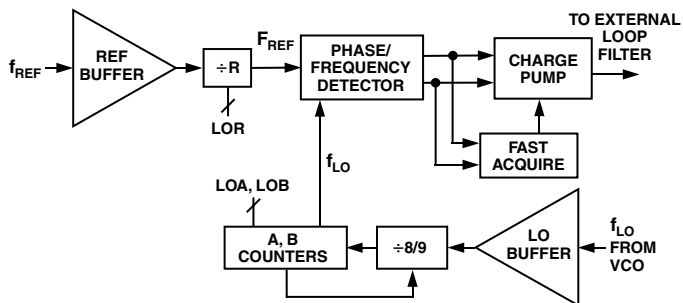 f_REF
REF
BUFFER
÷R
LOR
F_REF
PHASE/
FREQUENCY
DETECTOR
CHARGE
PUMP
TO EXTERNAL
LOOP
FILTER
FAST
ACQUIRE
f_LO
LOA, LOB
A, B
COUNTERS
÷8/9
LO
BUFFER
f_LO
FROM
VCO